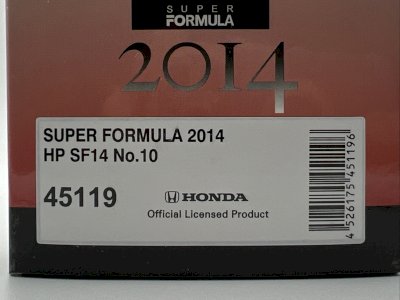 SUPER
FORMULA
2014
SUPER FORMULA 2014
HP SF14 No.10
45119
HONDA
Official Licensed Product
4 526175 451196